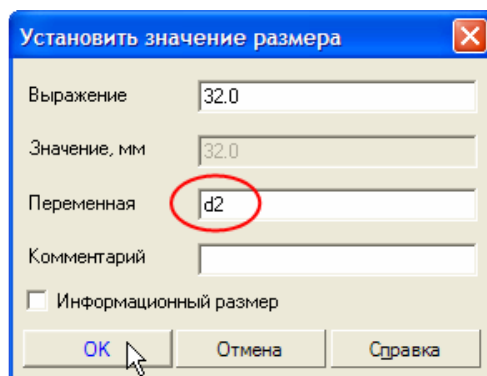 Установить значение размера
Выражение 32.0
Значение, мм 32.0
Переменная d2
Комментарий
Информационный размер
OK Отмена Справка